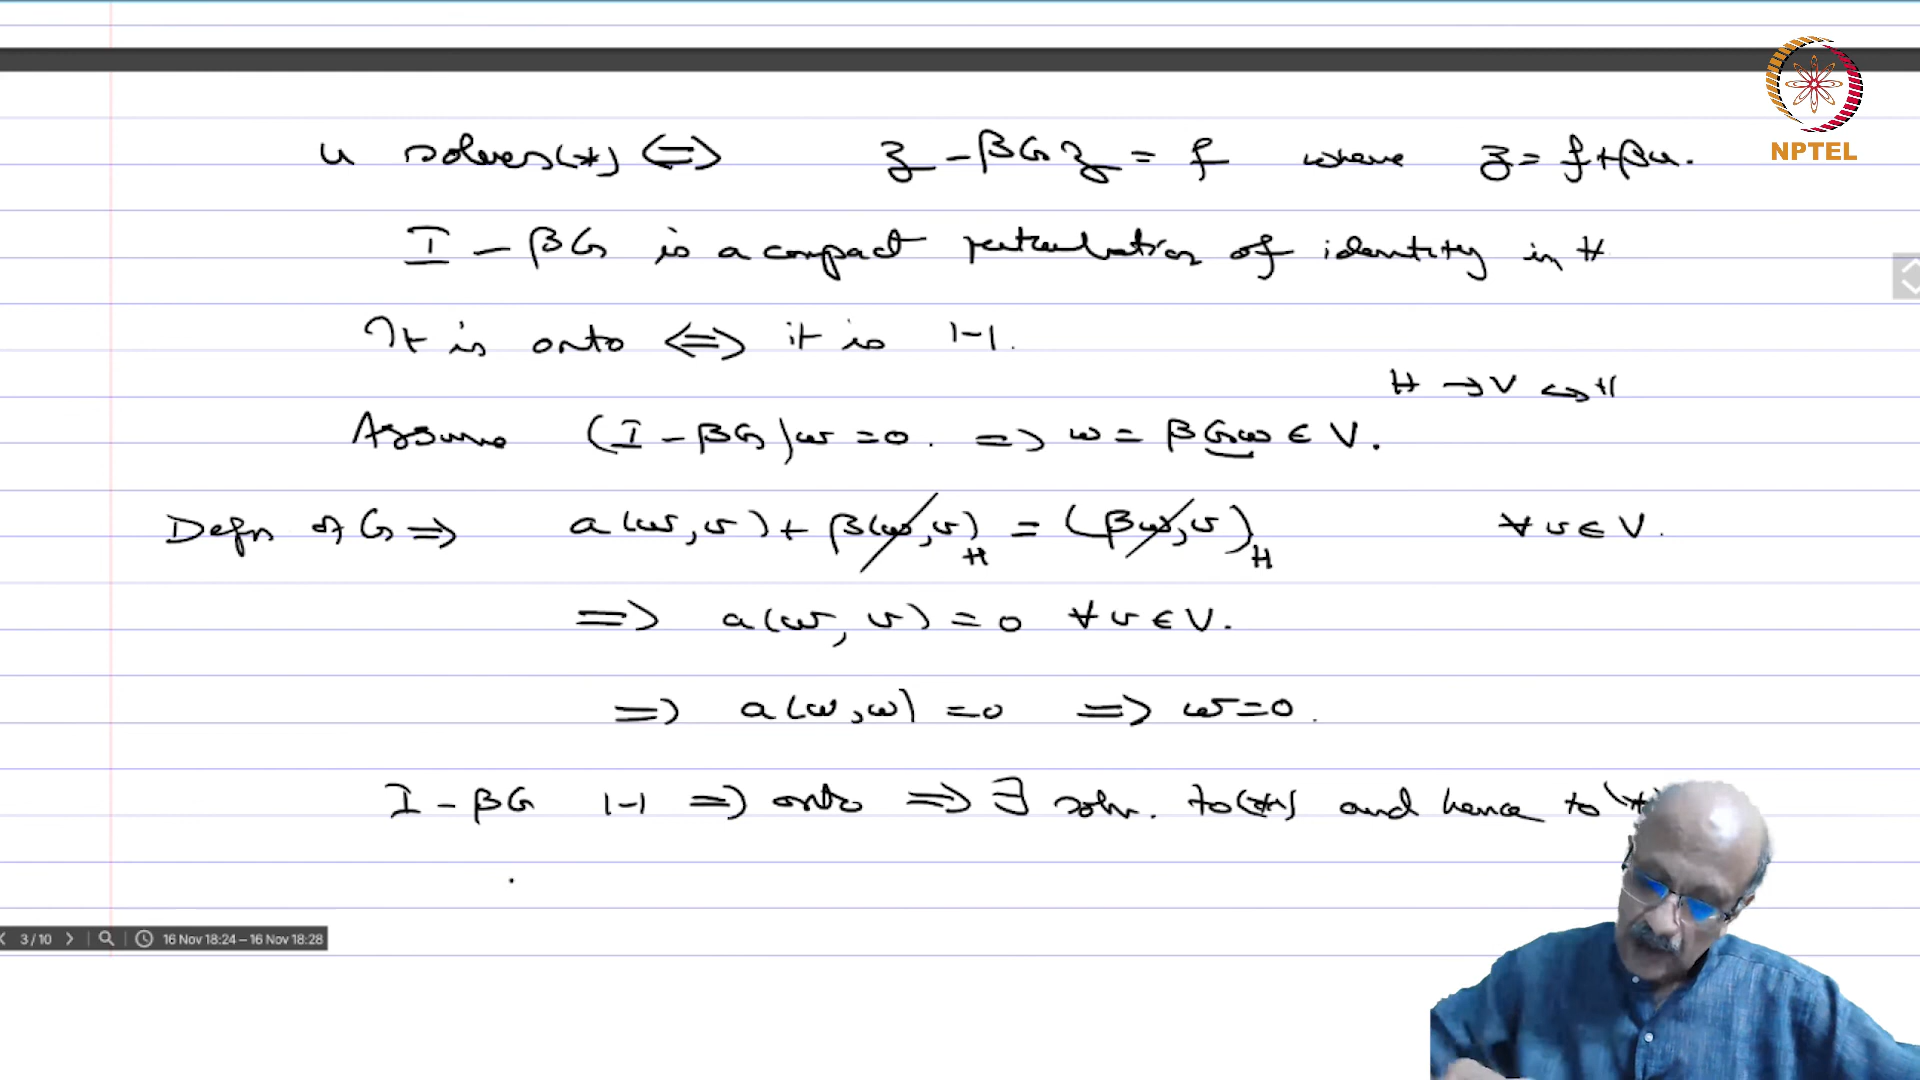 NPTEL
u solves (*) ⟺ z - βGz = f where z = f + βu.
I - βG is a compact perturbation of identity in H
It is onto ⟺ it is 1-1.
H → V ↪ H
Assume (I - βG)w = 0. ⟹ w = βGw ∈ V.
Defn of G ⟹ a(w, v) + β(w, v)_H = (βw, v)_H ∀ v ∈ V.
⟹ a(w, v) = 0 ∀ v ∈ V.
⟹ a(w, w) = 0 ⟹ w = 0.
I - βG 1-1 ⟹ onto ⟹ ∃ soln. to (**) and hence to (*)
3 / 10 16 Nov 18:24 – 16 Nov 18:28